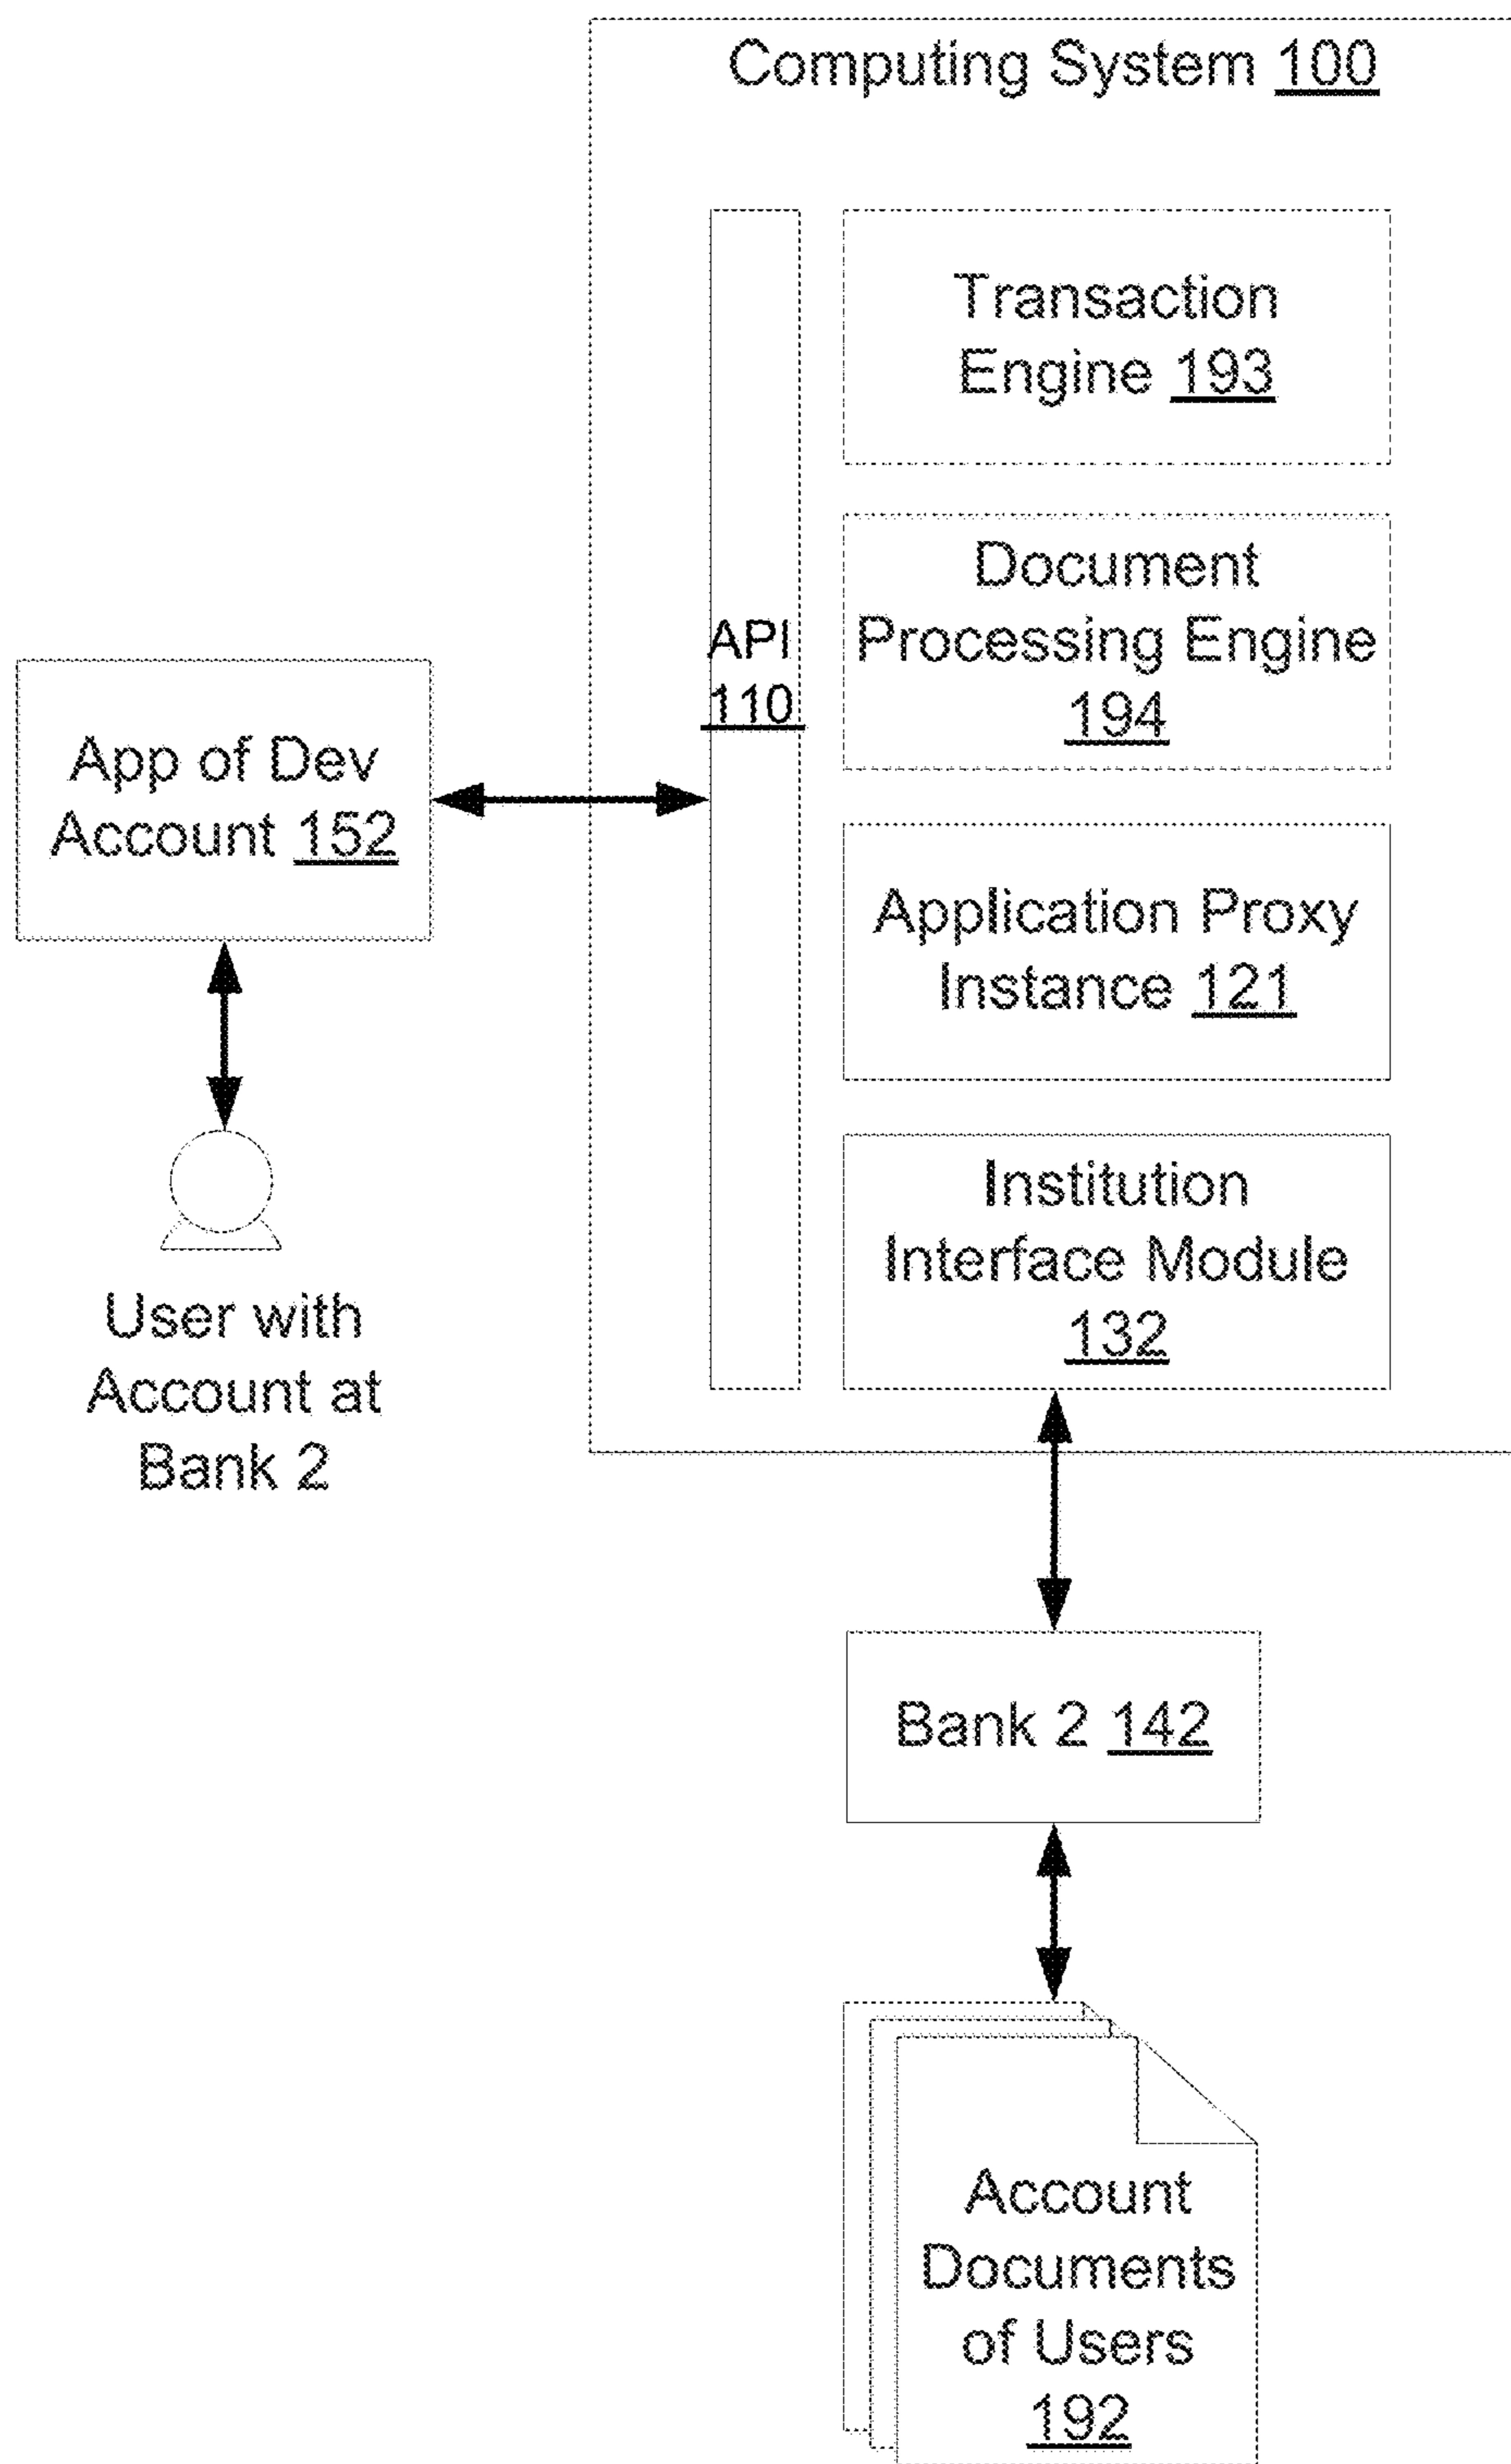 Computing System 100
Transaction
Engine 193
Document
Processing Engine
194
API
110
App of Dev
Account 152
Application Proxy
Instance 121
Institution
Interface Module
132
User with
Account at
Bank 2
Bank 2 142
Account
Documents
of Users
192